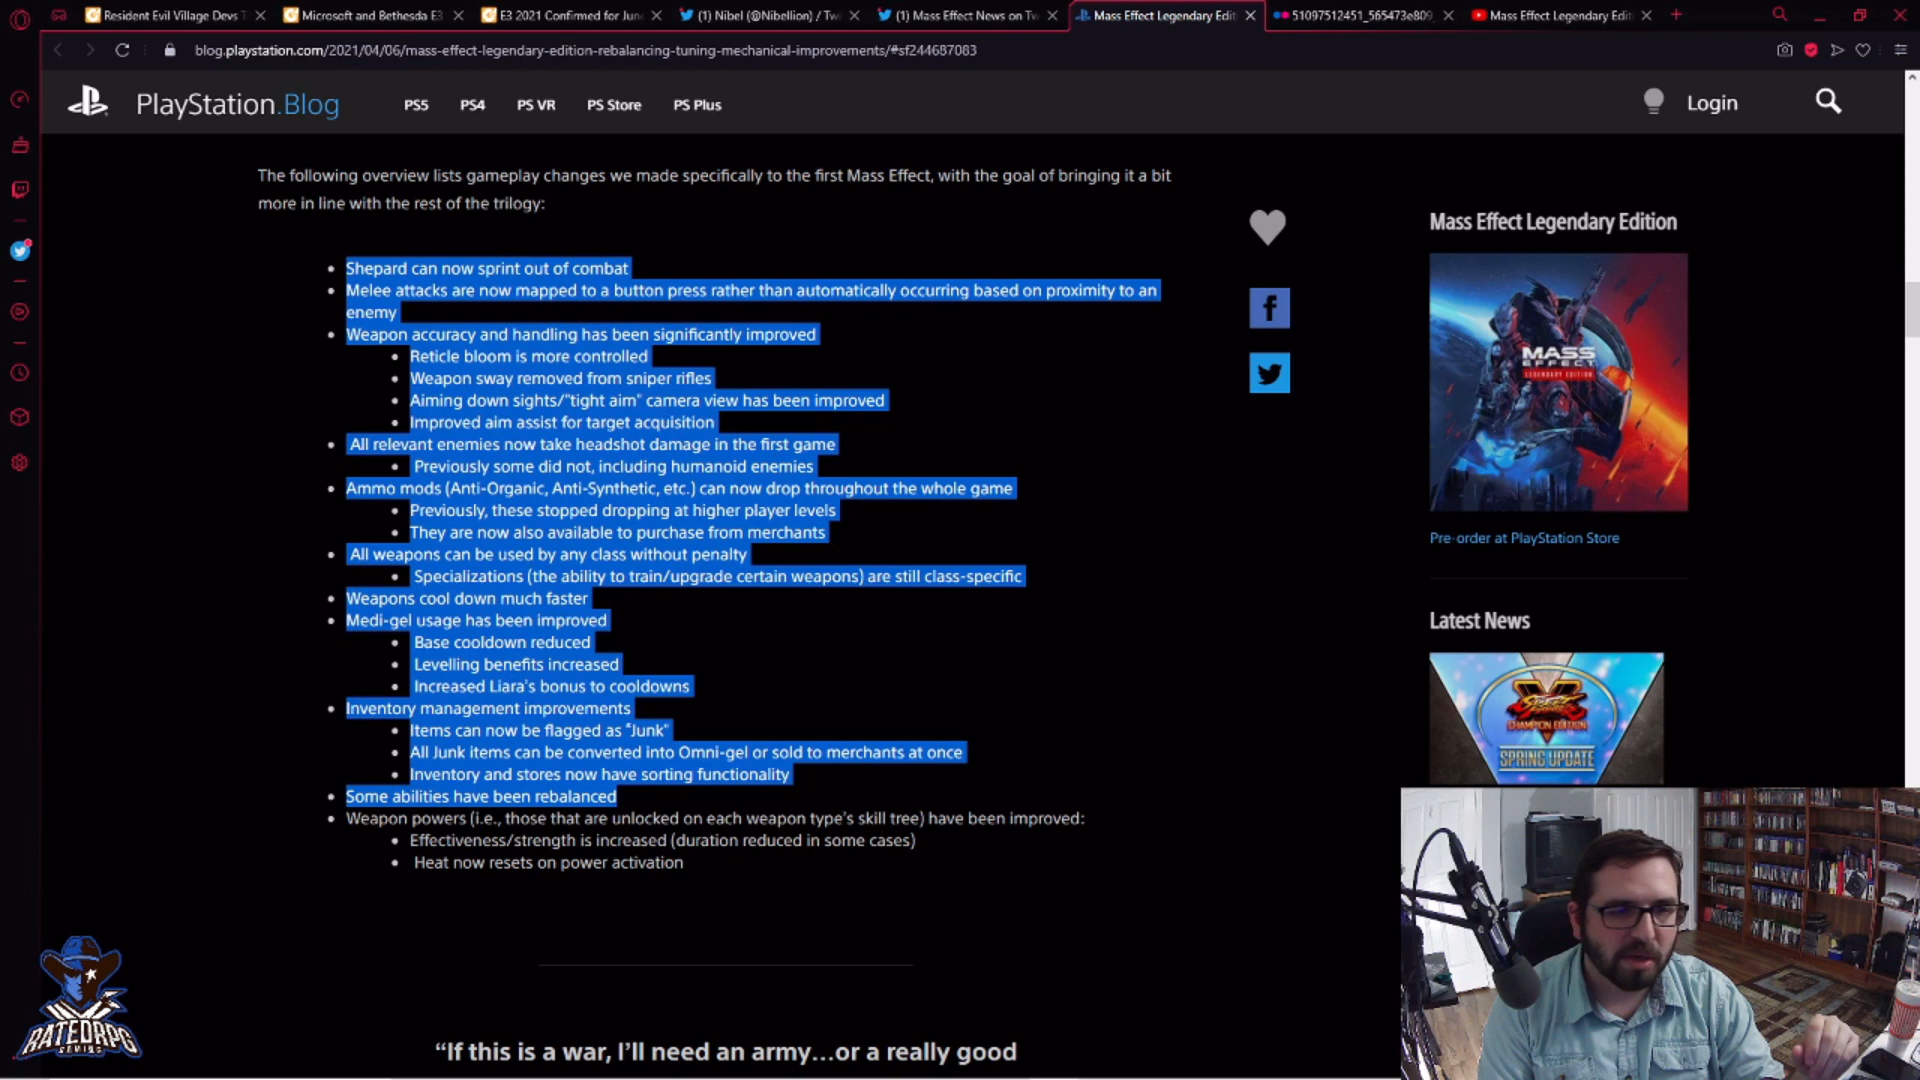 Resident Evil Village Devs T
Microsoft and Bethesda E3
E3 2021 Confirmed for Jun
(1) Nibel (@Nibellion) / Tw
(1) Mass Effect News on Tw
Mass Effect Legendary Edit
51097512451_565473e809
Mass Effect Legendary Edi
blog.playstation.com/2021/04/06/mass-effect-legendary-edition-rebalancing-tuning-mechanical-improvements/#sf244687083
PlayStation.Blog
PS5
PS4
PS VR
PS Store
PS Plus
Login
The following overview lists gameplay changes we made specifically to the first Mass Effect, with the goal of bringing it a bit
more in line with the rest of the trilogy:
Shepard can now sprint out of combat
Melee attacks are now mapped to a button press rather than automatically occurring based on proximity to an
enemy
Weapon accuracy and handling has been significantly improved
Reticle bloom is more controlled
Weapon sway removed from sniper rifles
Aiming down sights/"tight aim" camera view has been improved
Improved aim assist for target acquisition
All relevant enemies now take headshot damage in the first game
Previously some did not, including humanoid enemies
Ammo mods (Anti-Organic, Anti-Synthetic, etc.) can now drop throughout the whole game
Previously, these stopped dropping at higher player levels
They are now also available to purchase from merchants
All weapons can be used by any class without penalty
Specializations (the ability to train/upgrade certain weapons) are still class-specific
Weapons cool down much faster
Medi-gel usage has been improved
Base cooldown reduced
Levelling benefits increased
Increased Liara's bonus to cooldowns
Inventory management improvements
Items can now be flagged as "Junk"
All Junk items can be converted into Omni-gel or sold to merchants at once
Inventory and stores now have sorting functionality
Some abilities have been rebalanced
Weapon powers (i.e., those that are unlocked on each weapon type's skill tree) have been improved:
Effectiveness/strength is increased (duration reduced in some cases)
Heat now resets on power activation
"If this is a war, I'll need an army…or a really good
Mass Effect Legendary Edition
MASS
EFFECT
LEGENDARY EDITION
Pre-order at PlayStation Store
Latest News
STREET FIGHTER
V
CHAMPION EDITION
SPRING UPDATE
RATEDRPG